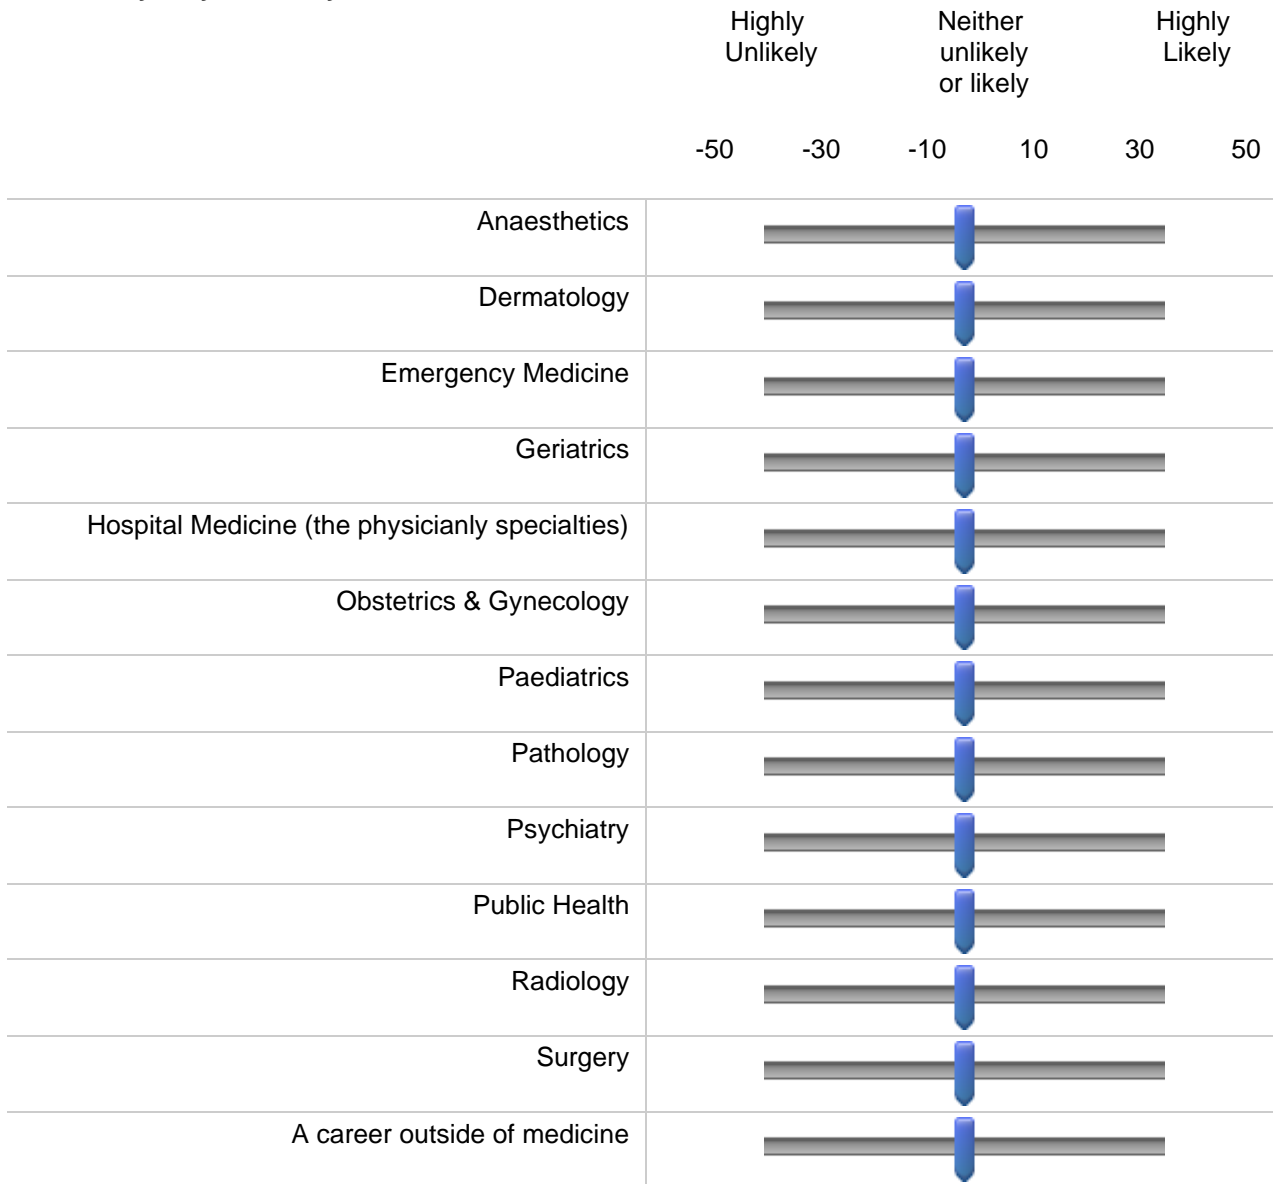 Highly Unlikely
Neither unlikely or likely
Highly Likely
-50 -30 -10 10 30 50
Anaesthetics
Dermatology
Emergency Medicine
Geriatrics
Hospital Medicine (the physicianly specialties)
Obstetrics & Gynecology
Paediatrics
Pathology
Psychiatry
Public Health
Radiology
Surgery
A career outside of medicine